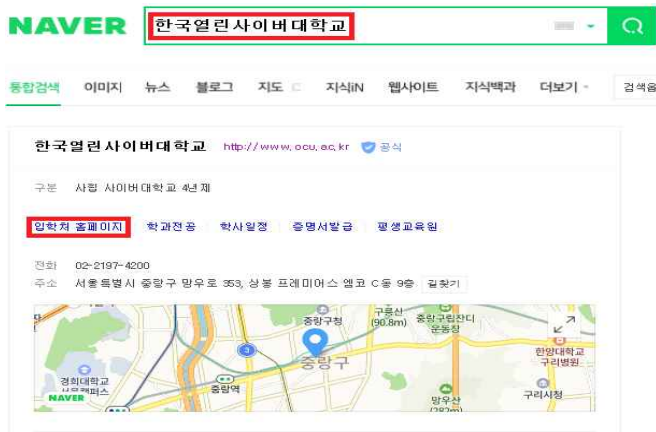 NAVER 한국열린사이버대학교
통합검색 이미지 뉴스 블로그 지도 지식iN 웹사이트 지식백과 더보기 검색옵
한국열린사이버대학교 http://www.ocu.ac.kr 공식
구분 사립 사이버대학교 4년제
입학처 홈페이지 학과전공 학사일정 증명서발급 평생교육원
전화 02-2197-4200
주소 서울특별시 중랑구 망우로 353, 상봉 프레미어스 엠코 C동 9층 길찾기
중랑구청
구릉산
(90.8m)
중랑구립잔디
운동장
3
중랑구
한양대학교
구리병원
경희대학교
캠퍼스
NAVER
중랑역
망우산
(282m)
구리시청